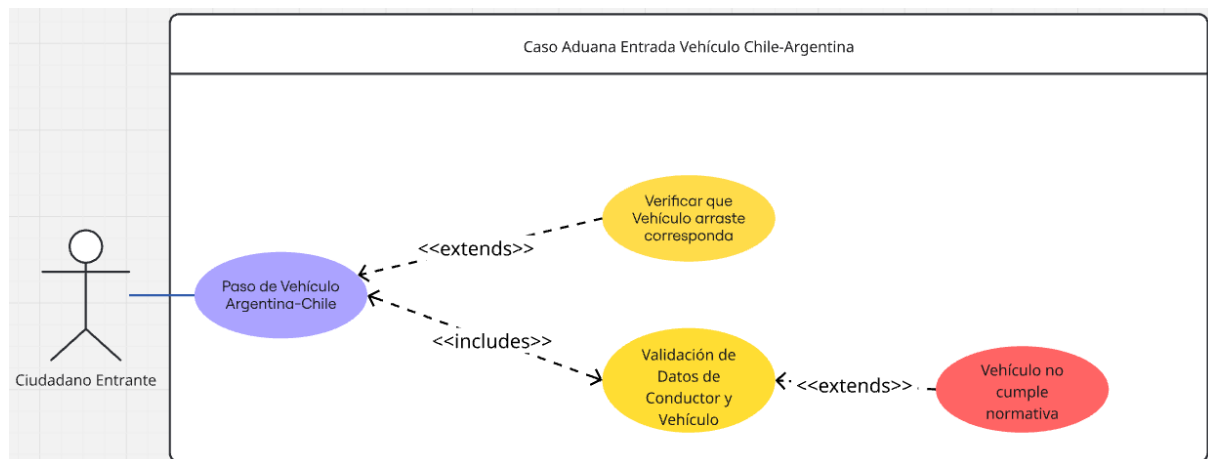 Caso Aduana Entrada Vehículo Chile-Argentina
Verificar que
Vehículo arraste
corresponda
<<extends>>
Paso de Vehículo
Argentina-Chile
<<includes>>
Validación de
Datos de
Conductor y
Vehículo
<<extends>>
Vehículo no
cumple
normativa
Ciudadano Entrante